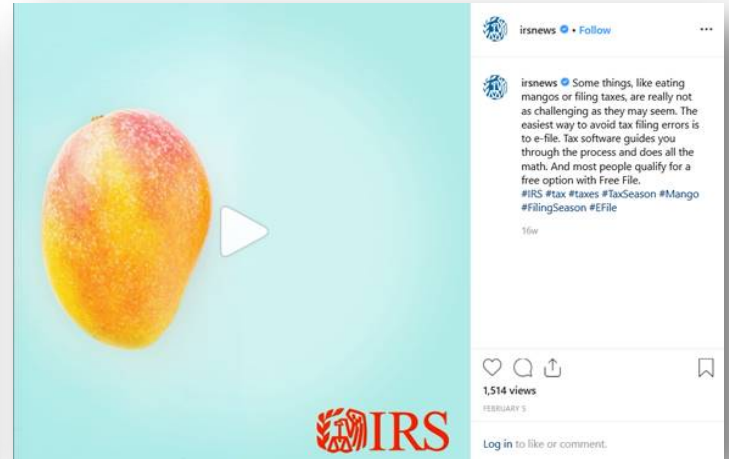 irsnews • Follow
irsnews Some things, like eating
mangos or filing taxes, are really not
as challenging as they may seem. The
easiest way to avoid tax filing errors is
to e-file. Tax software guides you
through the process and does all the
math. And most people qualify for a
free option with Free File.
#IRS #tax #taxes #TaxSeason #Mango
#FilingSeason #EFile
16w
IRS
1,514 views
FEBRUARY 5
Log in to like or comment.